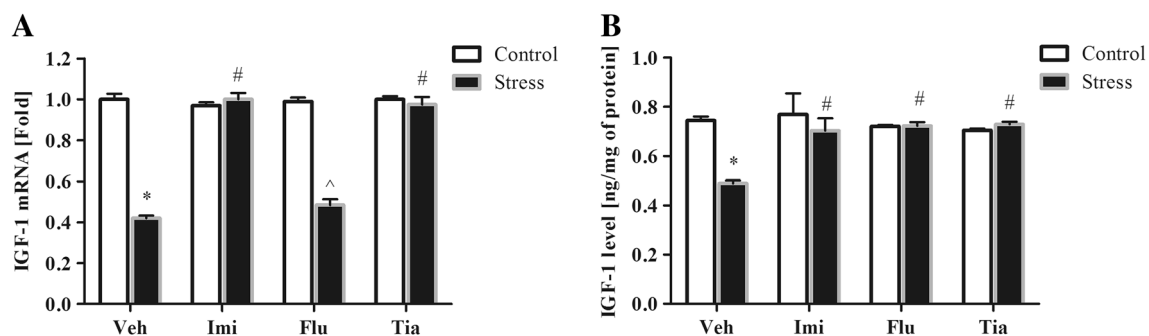 A
IGF-1 mRNA [Fold]
1.2
1.0
0.8
0.6
0.4
0.2
0.0
*
#
^
#
Veh Imi Flu Tia
Control
Stress
B
IGF-1 level [ng/mg of protein]
1.0
0.8
0.6
0.4
0.2
0.0
*
#
#
#
Veh Imi Flu Tia
Control
Stress